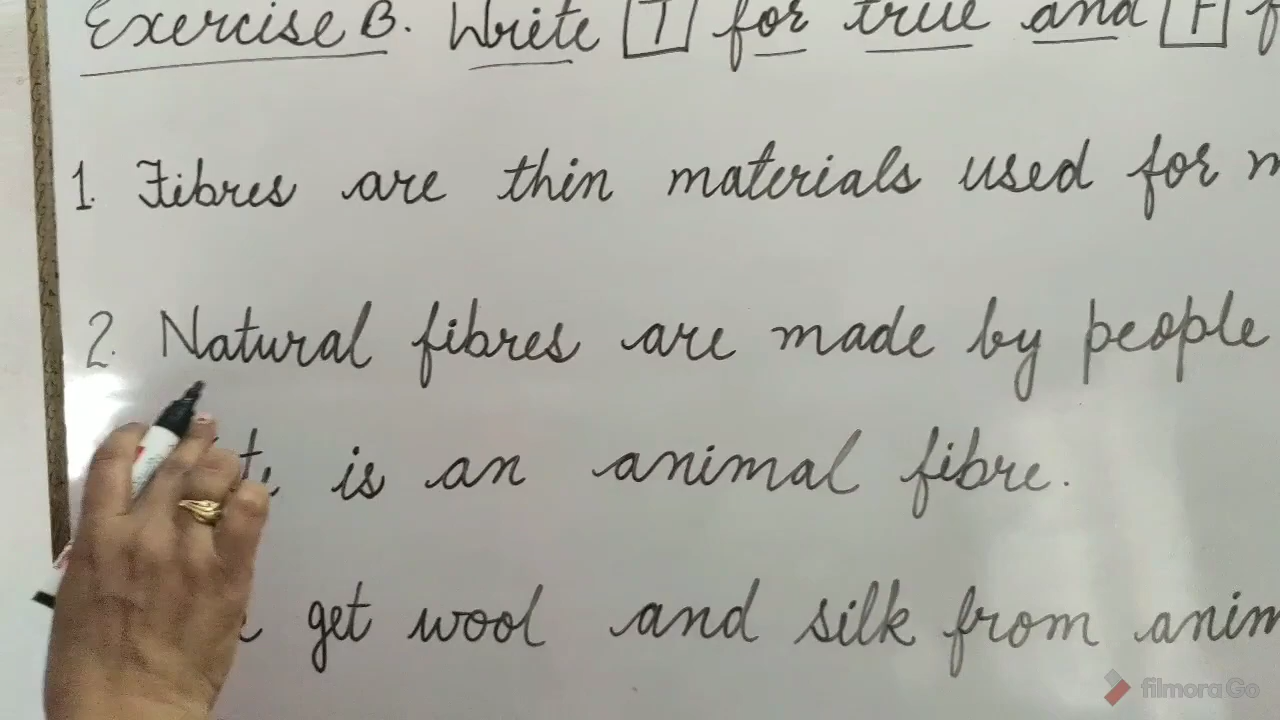 Exercise B. Write T for true and F
1. Fibres are thin materials used for
2. Natural fibres are made by people
is an animal fibre.
get wool and silk from
filmoraGo